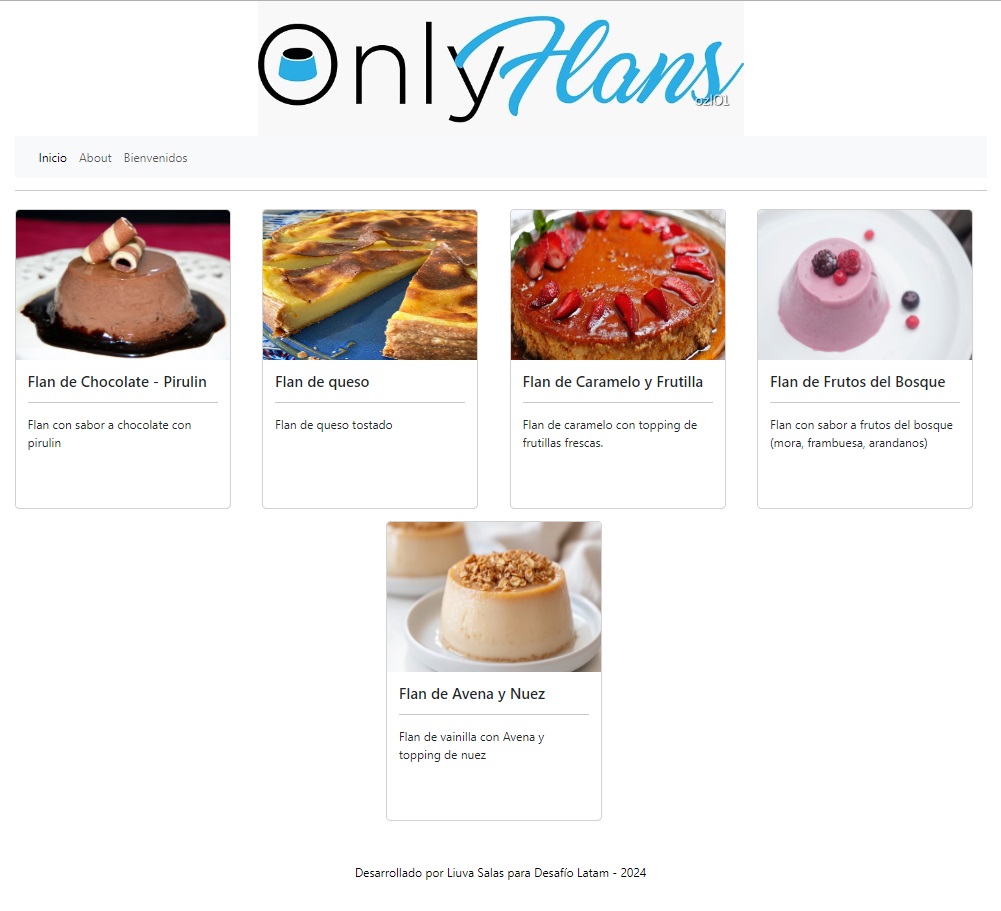 OnlyFlans
ozlO1
Inicio About Bienvenidos
Flan de Chocolate - Pirulin
Flan con sabor a chocolate con
pirulin
Flan de queso
Flan de queso tostado
Flan de Caramelo y Frutilla
Flan de caramelo con topping de
frutillas frescas.
Flan de Frutos del Bosque
Flan con sabor a frutos del bosque
(mora, frambuesa, arandanos)
Flan de Avena y Nuez
Flan de vainilla con Avena y
topping de nuez
Desarrollado por Liuva Salas para Desafío Latam - 2024